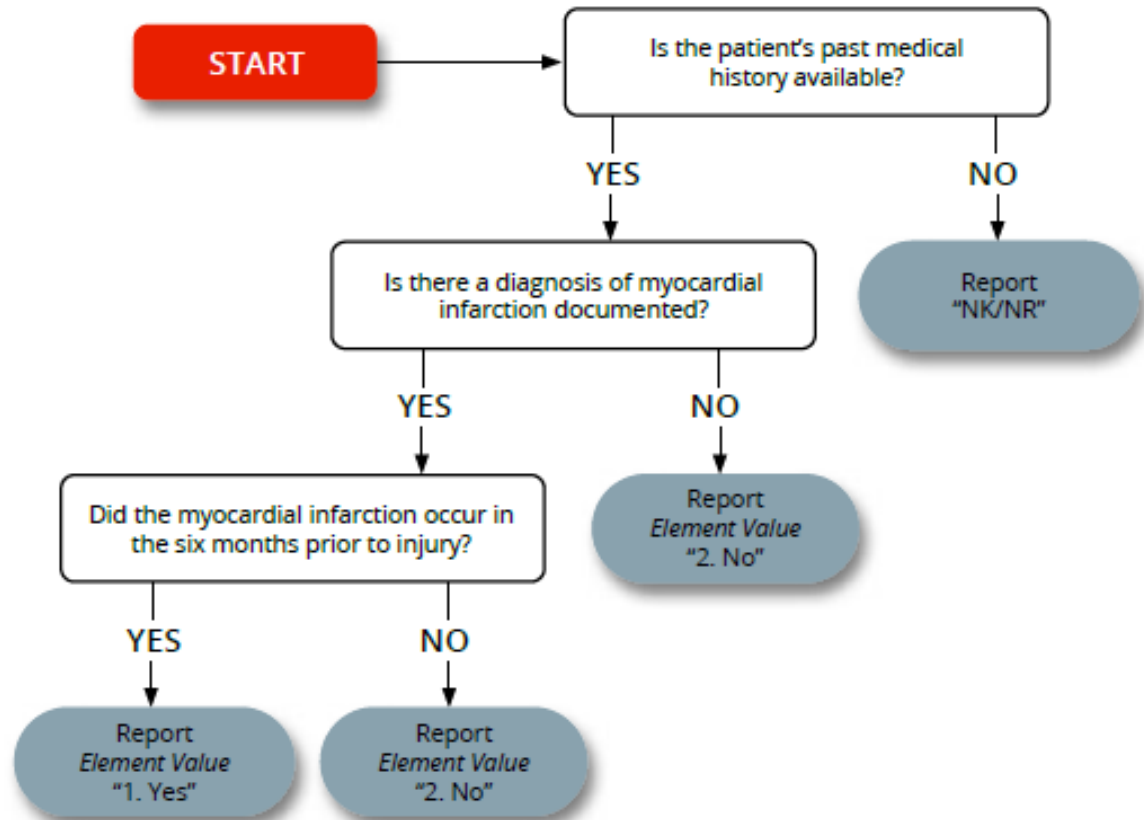 START
Is the patient’s past medical
history available?
YES
NO
Is there a diagnosis of myocardial
infarction documented?
Report
“NK/NR”
YES
NO
Did the myocardial infarction occur in
the six months prior to injury?
Report
Element Value
“2. No”
YES
NO
Report
Element Value
“1. Yes”
Report
Element Value
“2. No”